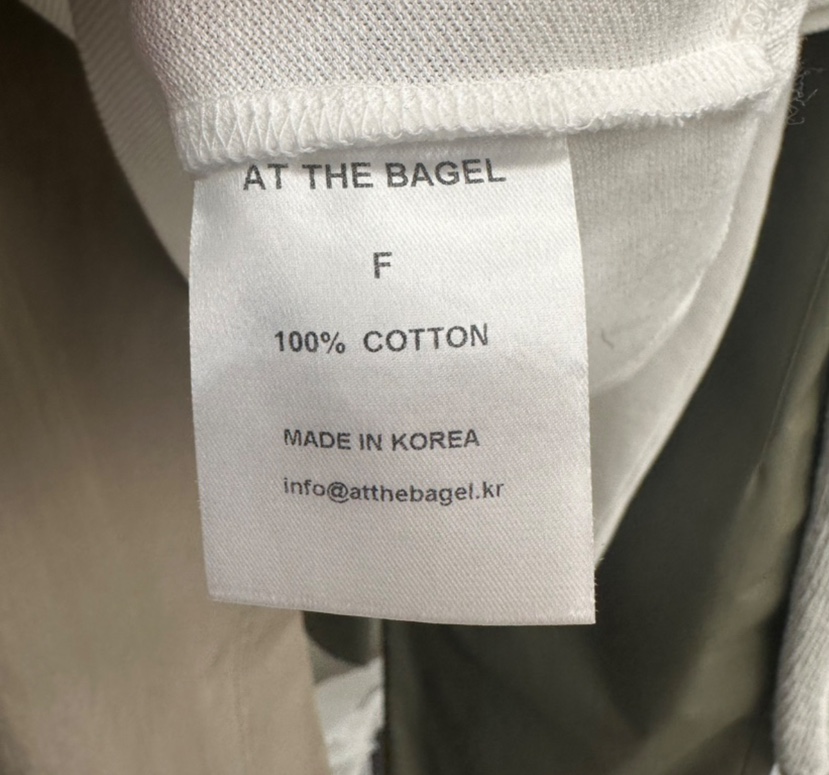 AT THE BAGEL
F
100% COTTON
MADE IN KOREA
info@atthebagel.kr